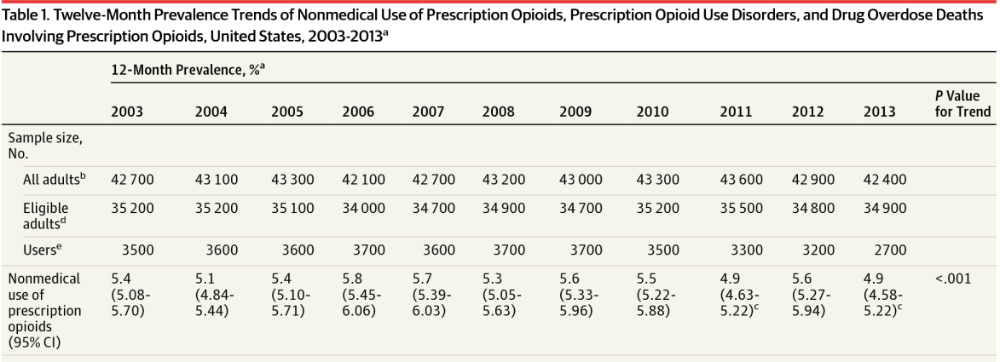 Table 1. Twelve-Month Prevalence Trends of Nonmedical Use of Prescription Opioids, Prescription Opioid Use Disorders, and Drug Overdose Deaths
Involving Prescription Opioids, United States, 2003-2013a
12-Month Prevalence, %a
2003 2004 2005 2006 2007 2008 2009 2010 2011 2012 2013 P Value
for Trend
Sample size,
No.
All adultsb 42 700 43 100 43 300 42 100 42 700 43 200 43 000 43 300 43 600 42 900 42 400
Eligible 35 200 35 200 35 100 34 000 34 700 34 900 34 700 35 200 35 500 34 800 34 900
adultsd
Userse 3500 3600 3600 3700 3600 3700 3700 3500 3300 3200 2700
Nonmedical 5.4 5.1 5.4 5.8 5.7 5.3 5.6 5.5 4.9 5.6 4.9 <.001
use of (5.08- (4.84- (5.10- (5.45- (5.39- (5.05- (5.33- (5.22- (4.63- (5.27- (4.58-
prescription 5.70) 5.44) 5.71) 6.06) 6.03) 5.63) 5.96) 5.88) 5.22)c 5.94) 5.22)c
opioids
(95% CI)